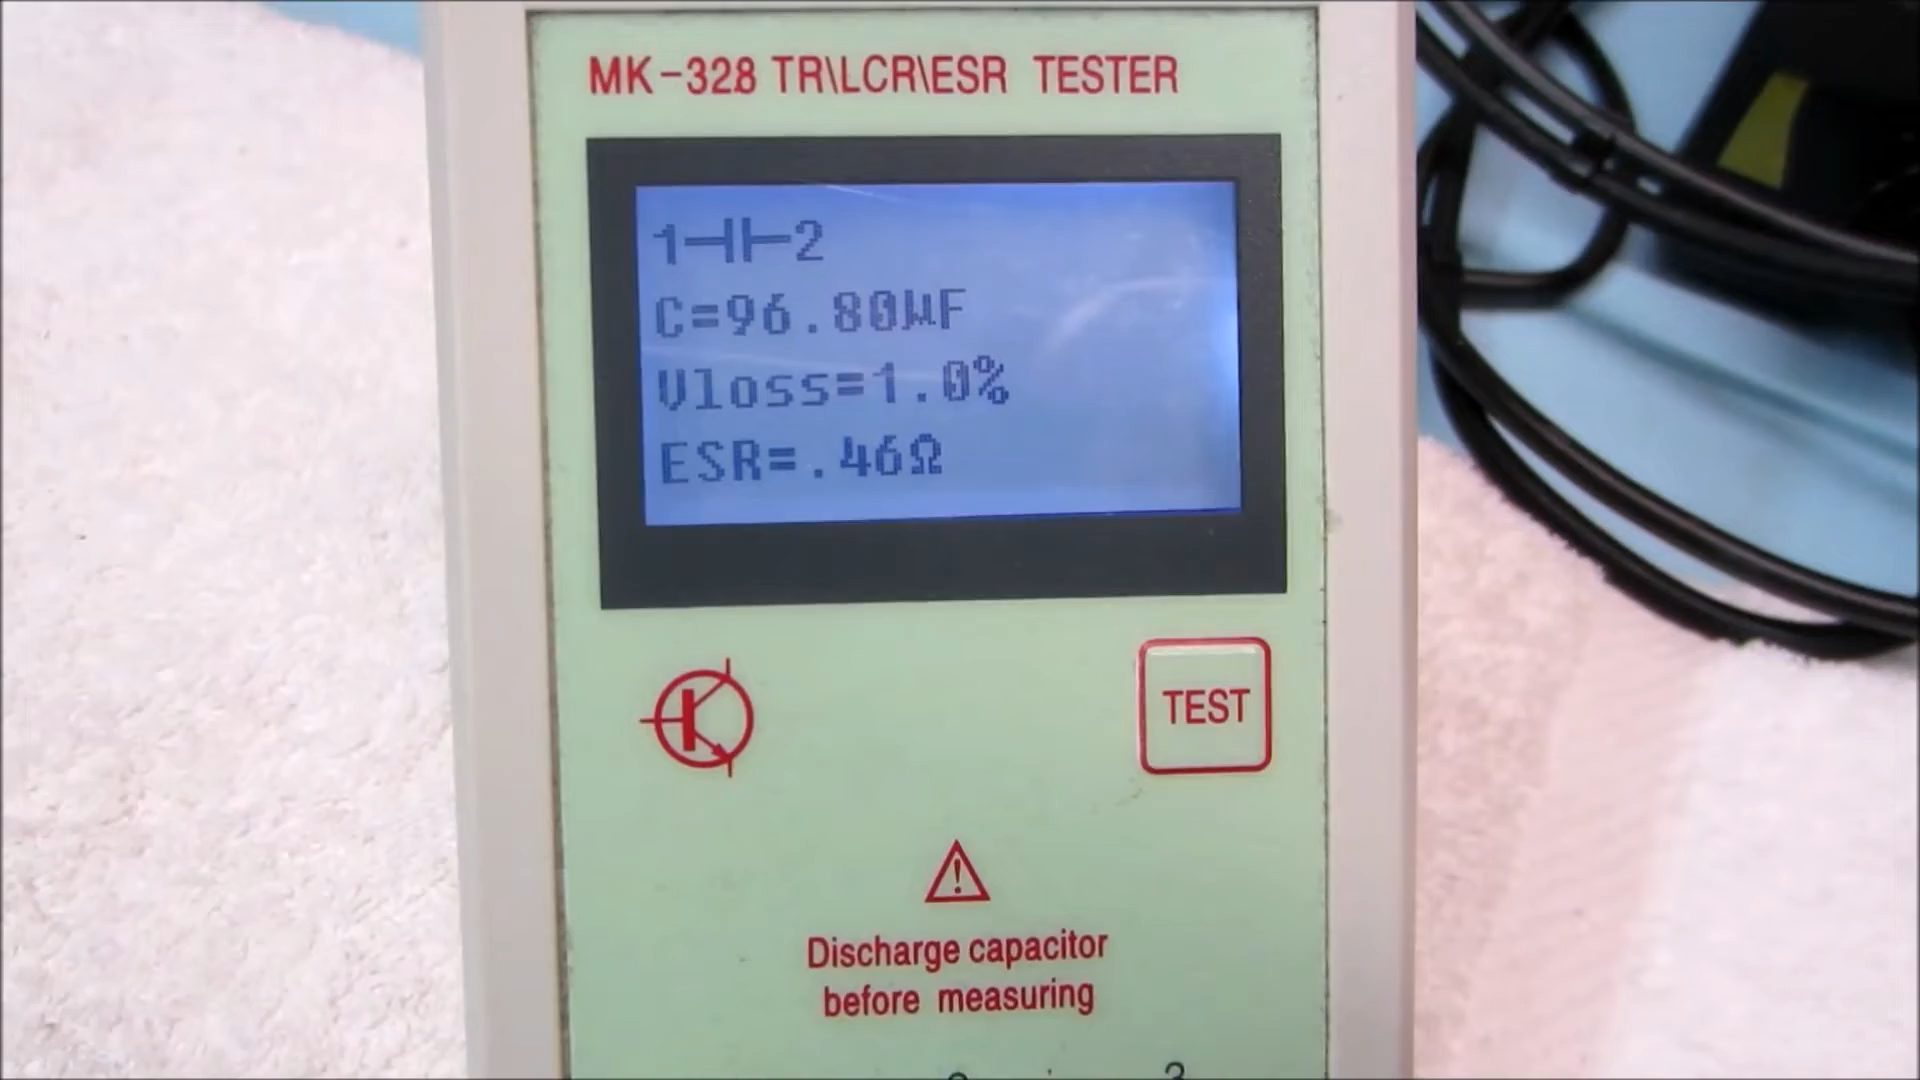 MK-328 TR\LCR\ESR TESTER
1⊣⊢2
C=96.80µF
Vloss=1.0%
ESR=.46Ω
TEST
Discharge capacitor
before measuring
3